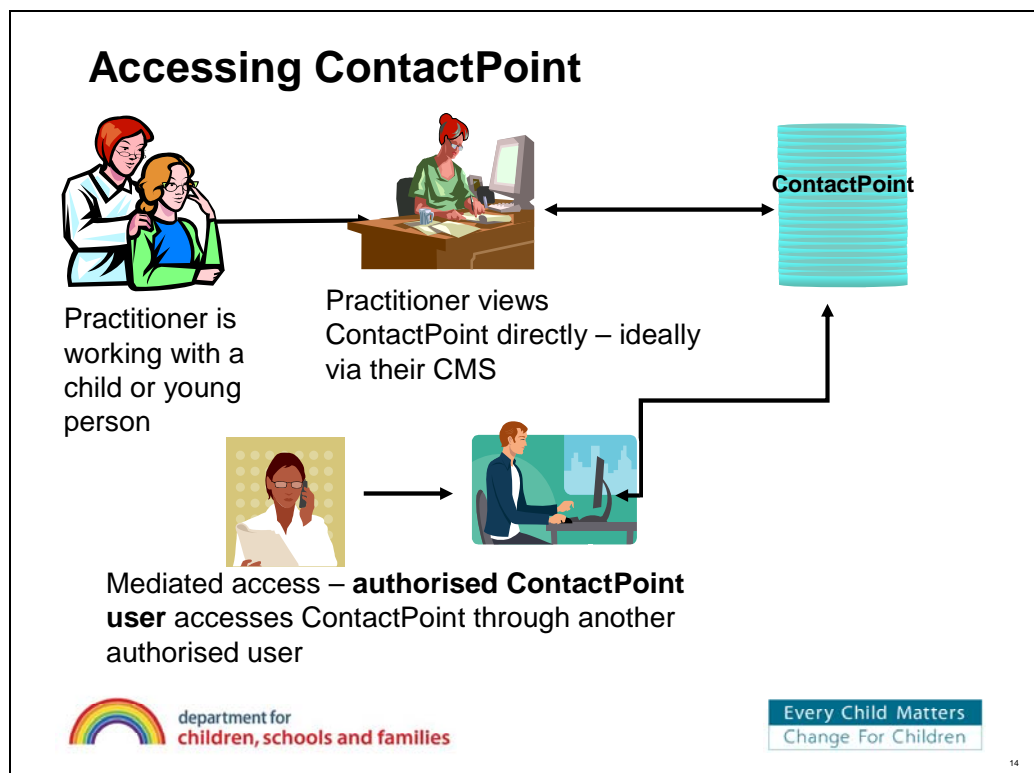 Accessing ContactPoint
ContactPoint
Practitioner is
working with a
child or young
person
Practitioner views
ContactPoint directly – ideally
via their CMS
Mediated access – authorised ContactPoint
user accesses ContactPoint through another
authorised user
department for
children, schools and families
Every Child Matters
Change For Children
14